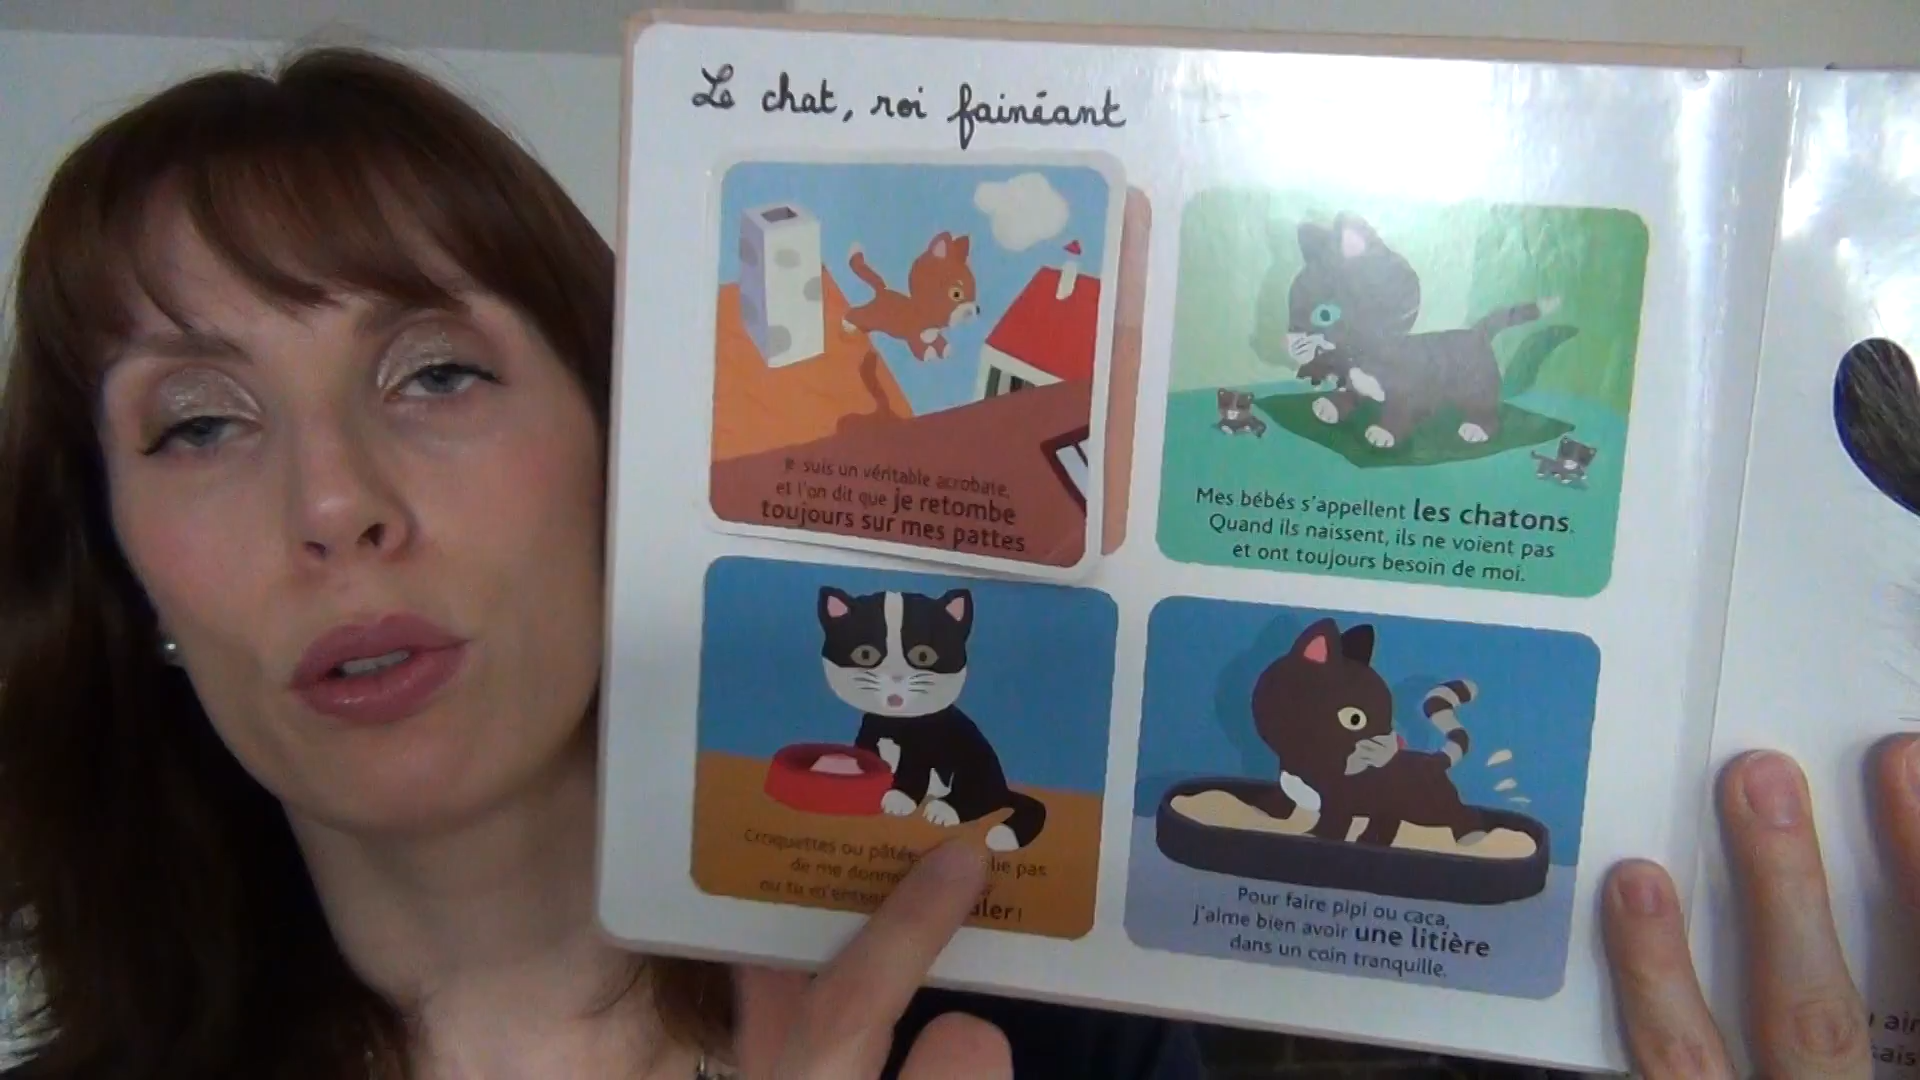 Le chat, roi fainéant
Je suis un véritable acrobate,
et l'on dit que je retombe
toujours sur mes pattes
Mes bébés s'appellent les chatons.
Quand ils naissent, ils ne voient pas
et ont toujours besoin de moi.
Croquettes ou pâtée pas
de me
ou tu
Pour faire pipi ou caca,
j'aime bien avoir une litière
dans un coin tranquille.